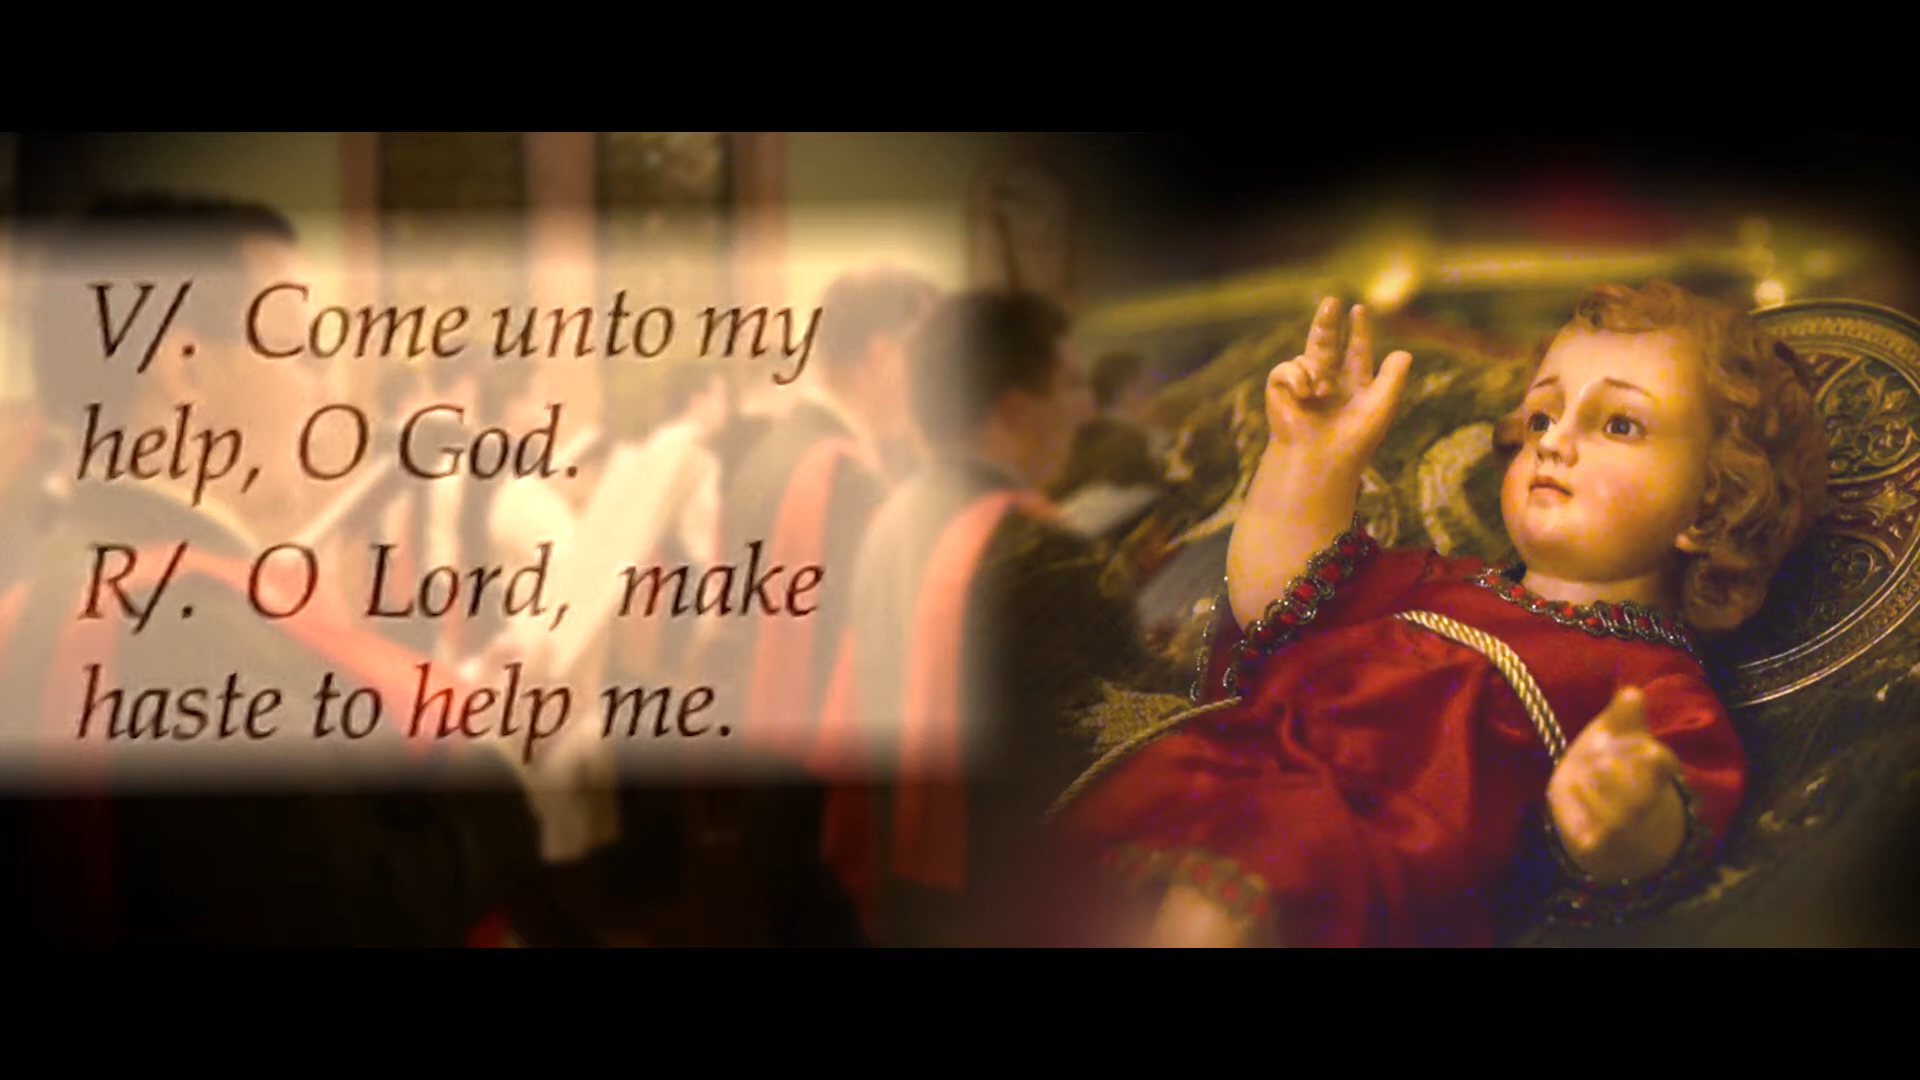 V/. Come unto my
help, O God.
R/. O Lord, make
haste to help me.